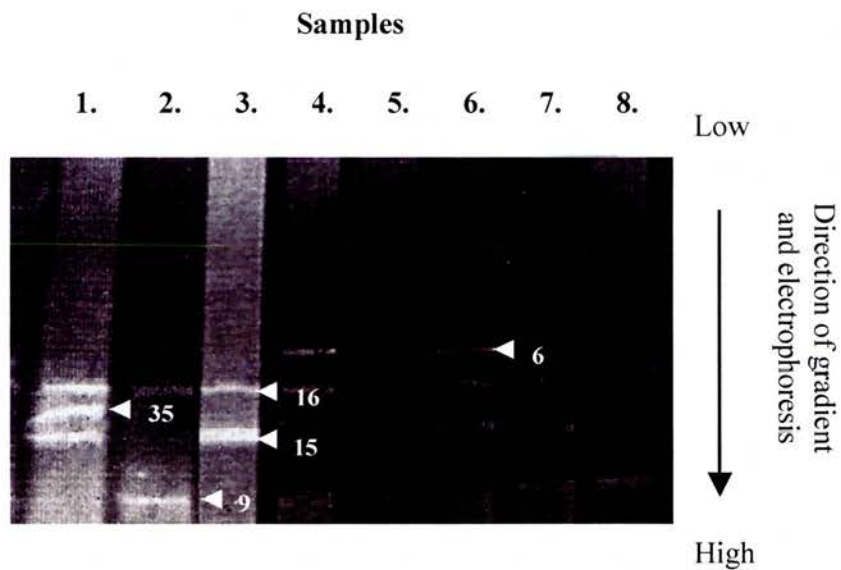 Samples
1. 2. 3. 4. 5. 6. 7. 8.
Low
Direction of gradient
and electrophoresis
6
16
35
15
9
High